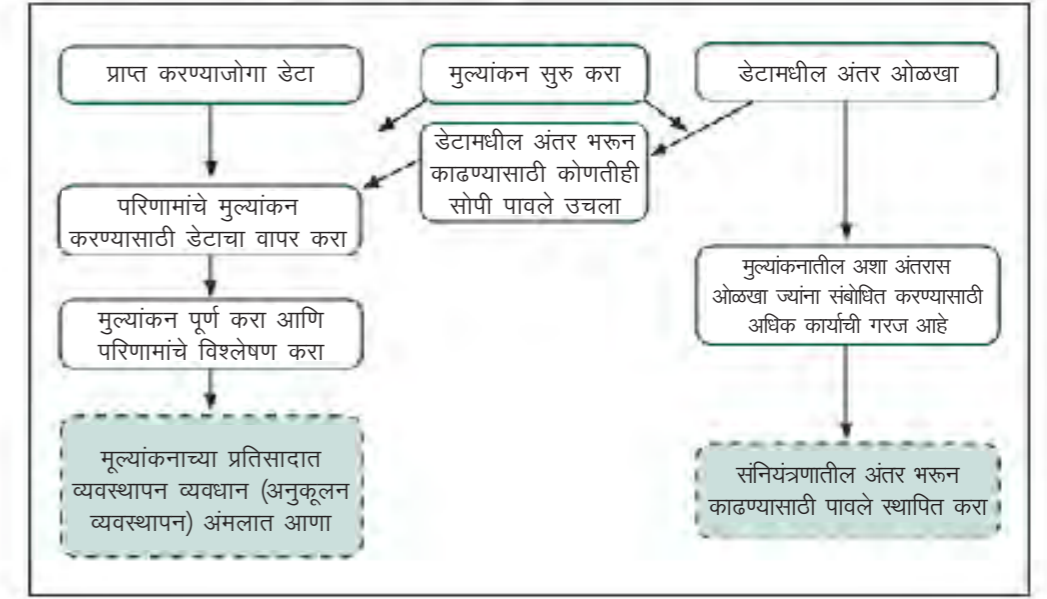 प्राप्त करण्याजोगा डेटा
मुल्यांकन सुरु करा
डेटामधील अंतर ओळखा
डेटामधील अंतर भरून
काढण्यासाठी कोणतीही
सोपी पावले उचला
परिणामांचे मुल्यांकन
करण्यासाठी डेटाचा वापर करा
मुल्यांकनातील अशा अंतरास
ओळखा ज्यांना संबोधित करण्यासाठी
अधिक कार्याची गरज आहे
मुल्यांकन पूर्ण करा आणि
परिणामांचे विश्लेषण करा
मूल्यांकनाच्या प्रतिसादात
व्यवस्थापन व्यवधान (अनुकूलन
व्यवस्थापन) अंमलात आणा
संनियंत्रणातील अंतर भरून
काढण्यासाठी पावले स्थापित करा